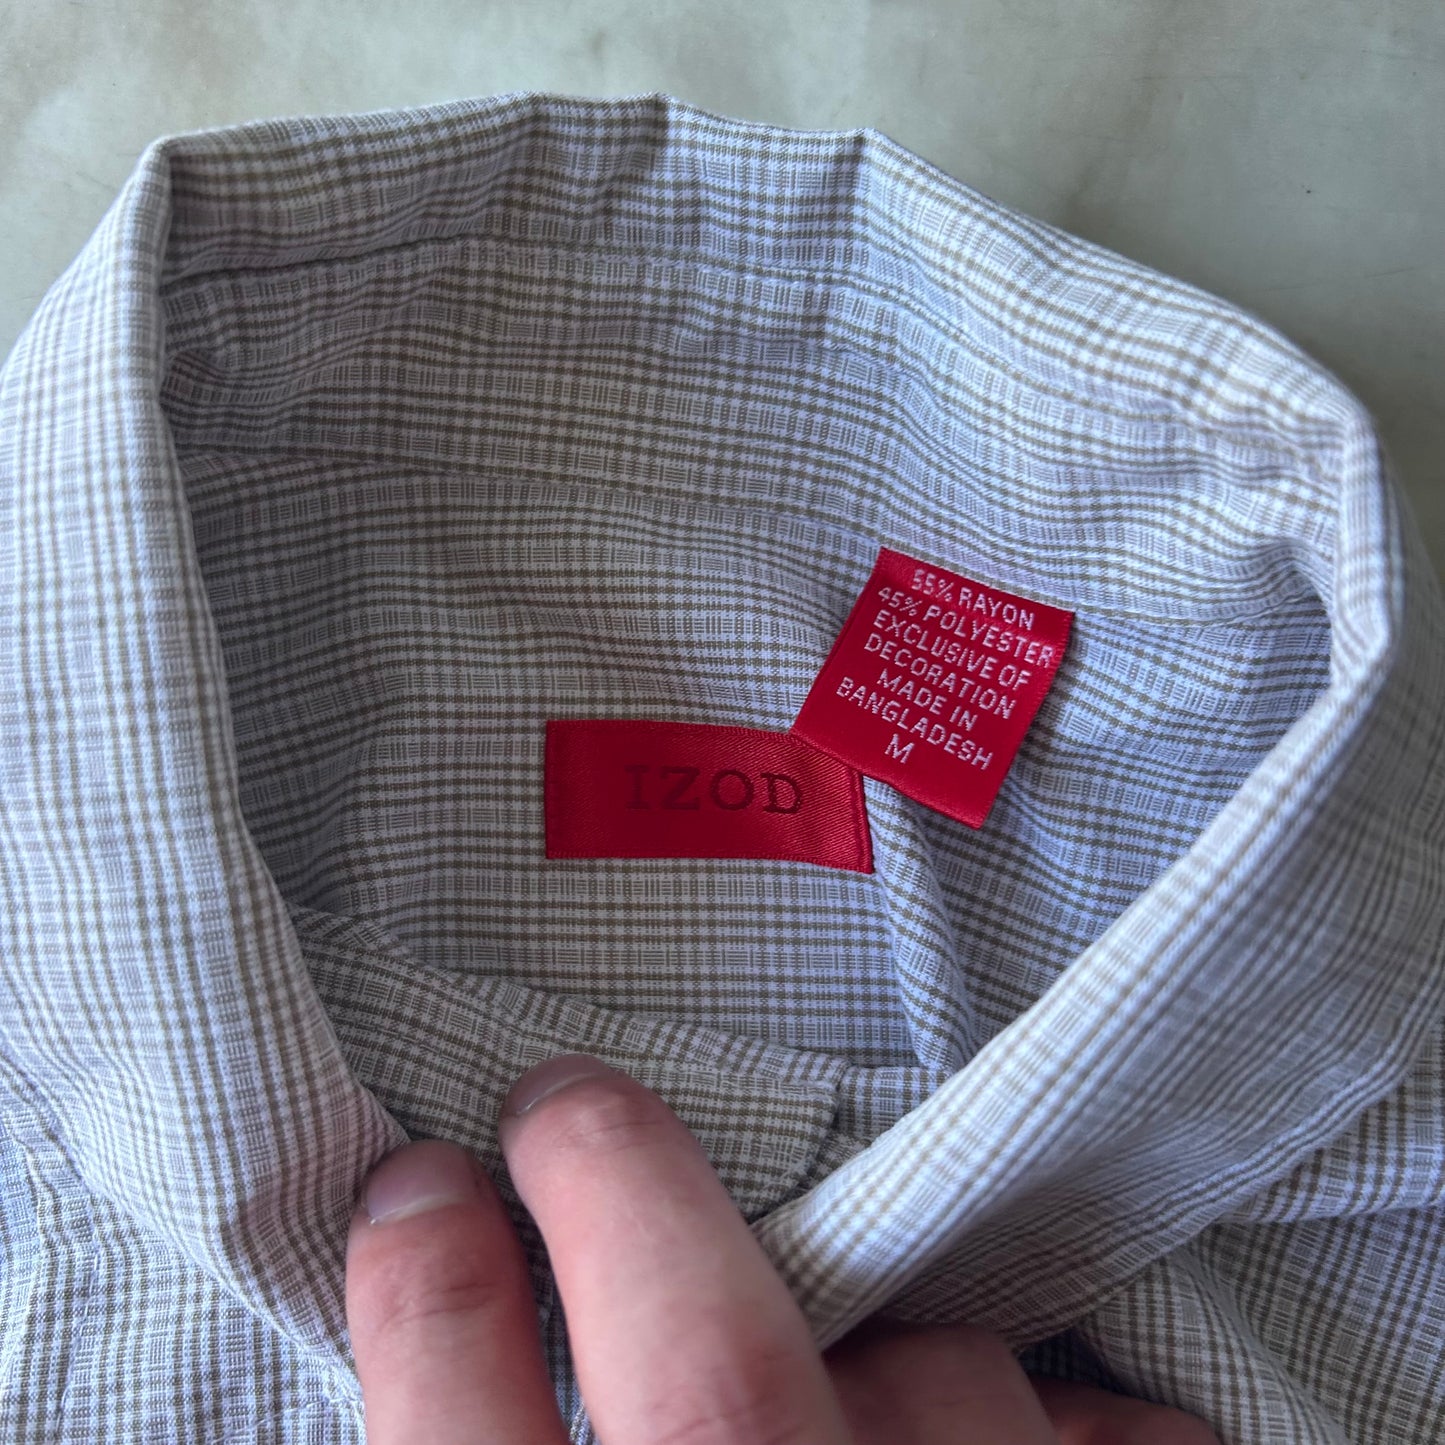 55% RAYON
45% POLYESTER
EXCLUSIVE OF
DECORATION
MADE IN
BANGLADESH
M
IZOD